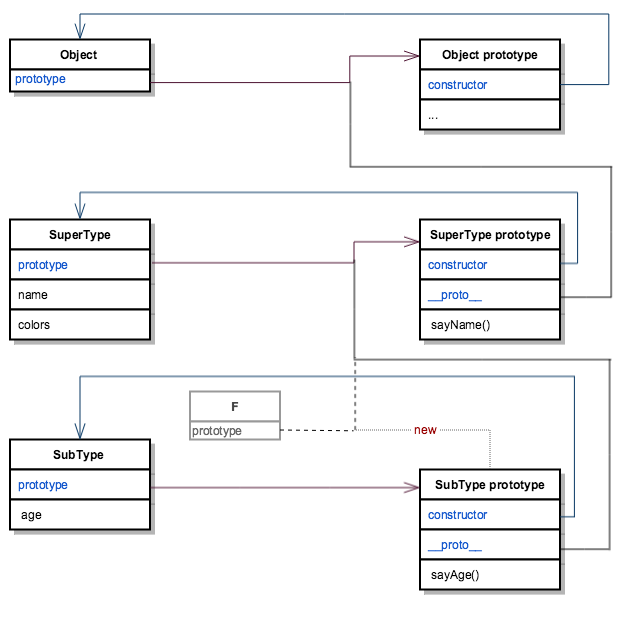 Object
prototype
Object prototype
constructor
...
SuperType
prototype
name
colors
SuperType prototype
constructor
__proto__
sayName()
F
prototype
new
SubType
prototype
age
SubType prototype
constructor
__proto__
sayAge()